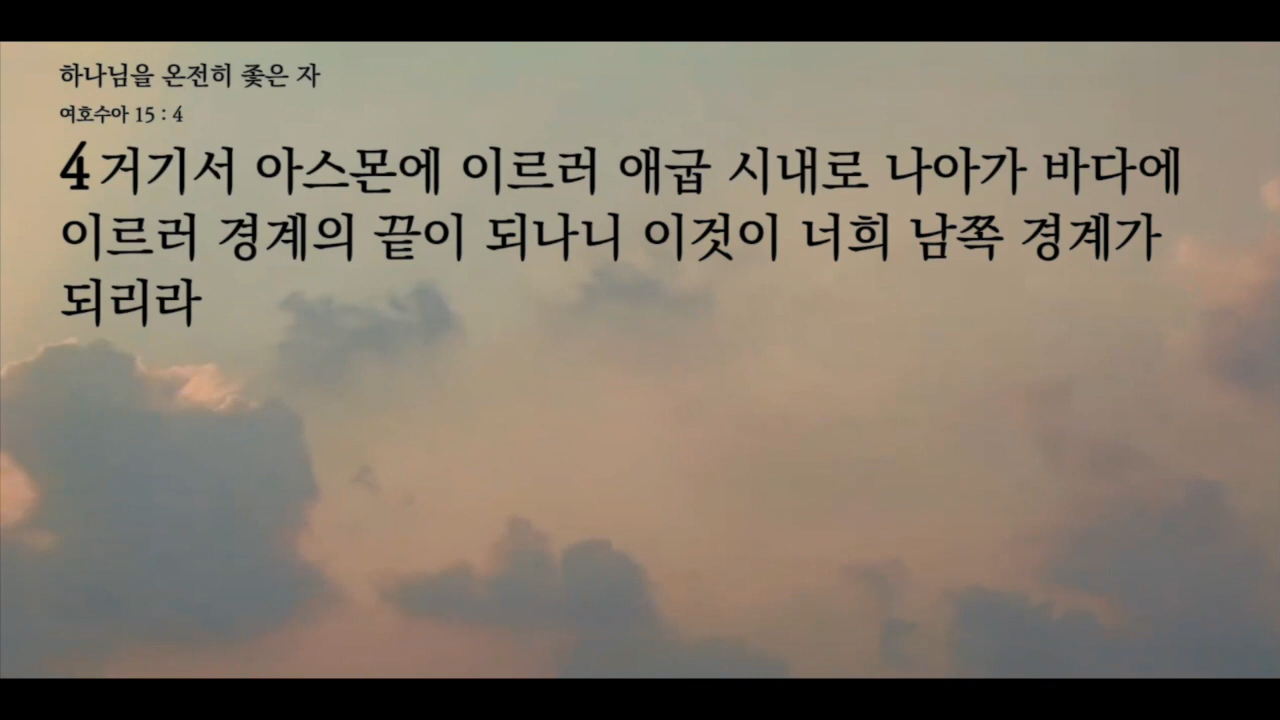 하나님을 온전히 좇은 자
여호수아 15 : 4
4 거기서 아스몬에 이르러 애굽 시내로 나아가 바다에
이르러 경계의 끝이 되나니 이것이 너희 남쪽 경계가
되리라